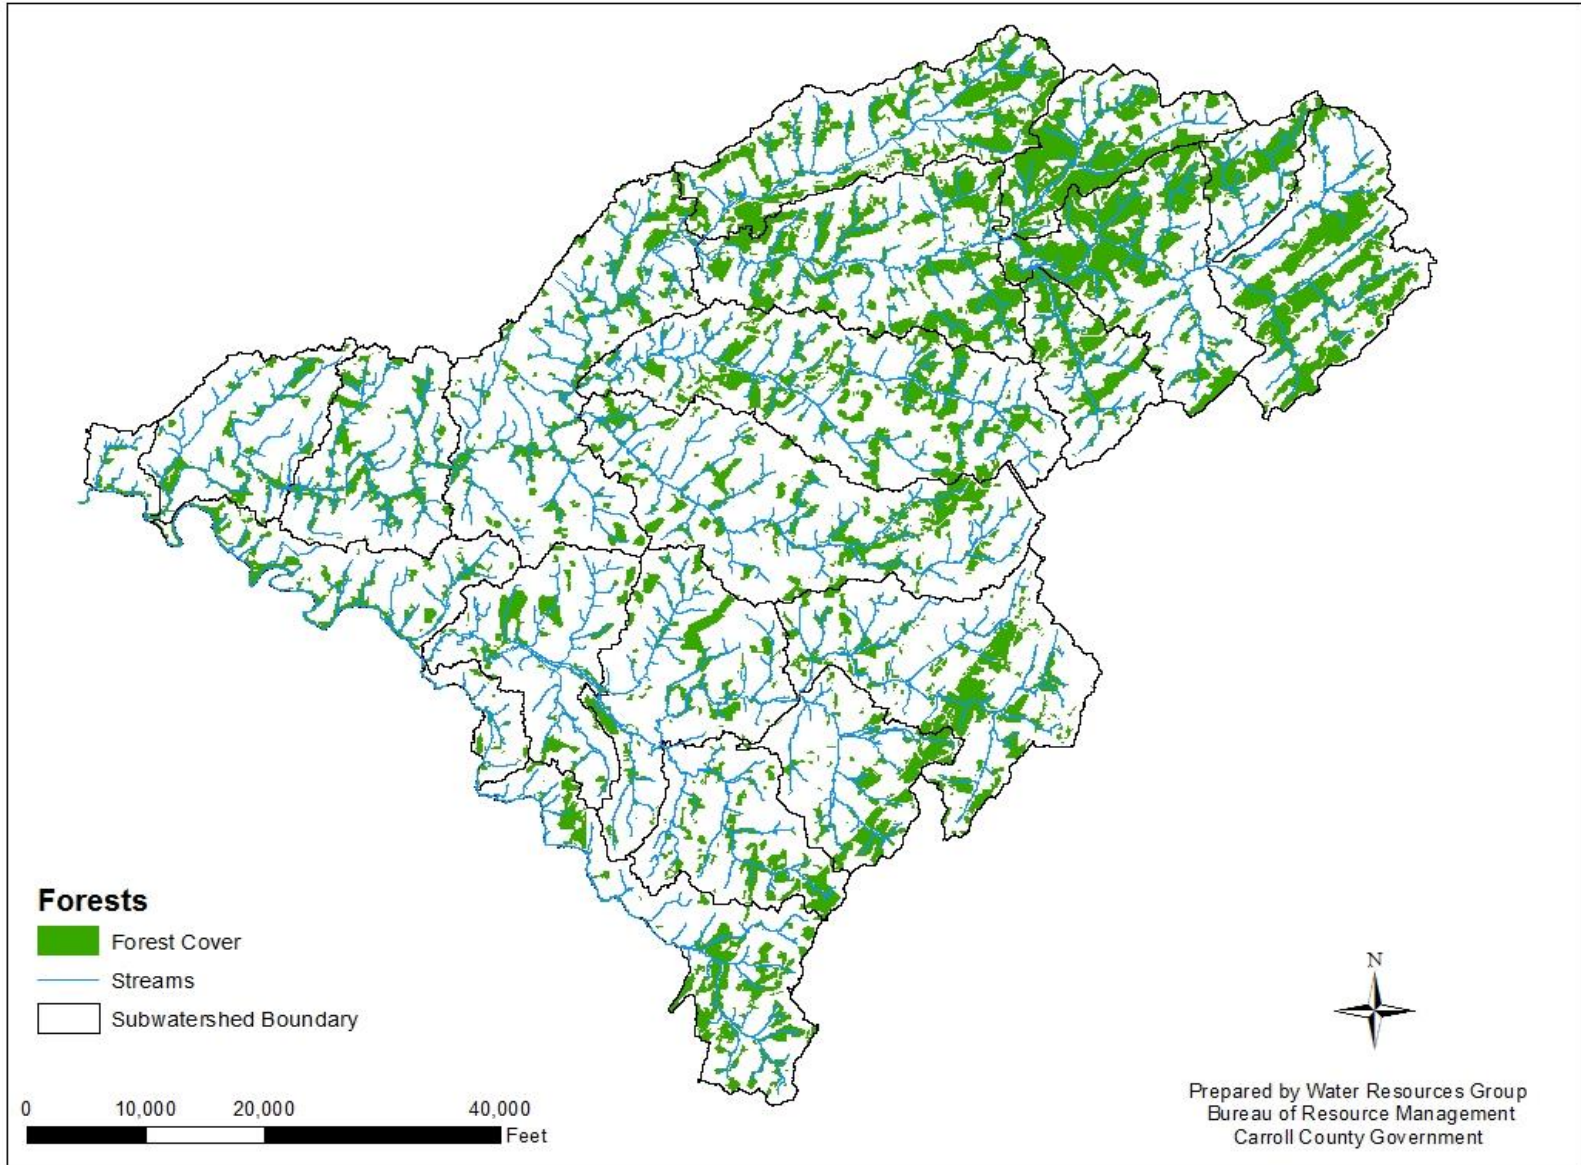 Forests
Forest Cover
Streams
Subwatershed Boundary
0 10,000 20,000 40,000
Feet
N
Prepared by Water Resources Group
Bureau of Resource Management
Carroll County Government